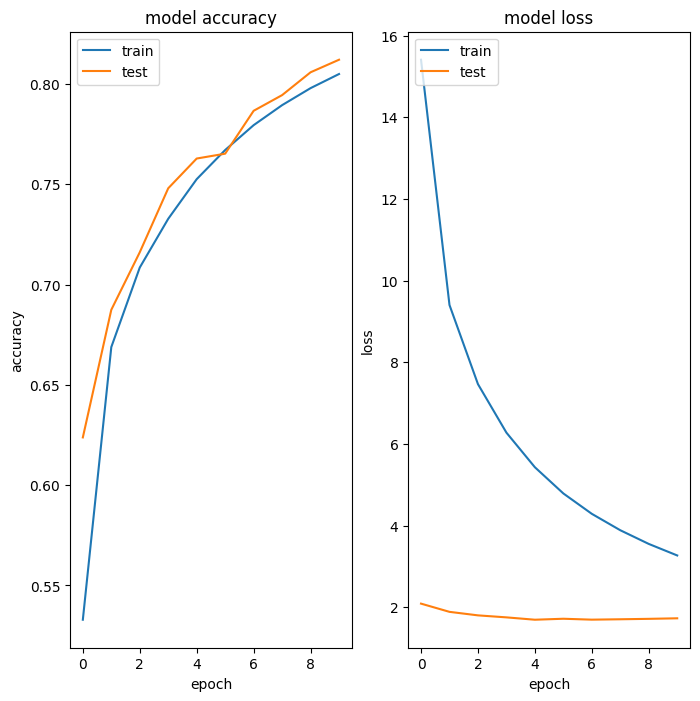 model accuracy
train
test
0.80
0.75
0.70
0.65
0.60
0.55
accuracy
0 2 4 6 8
epoch
model loss
train
test
16
14
12
10
8
6
4
2
loss
0 2 4 6 8
epoch